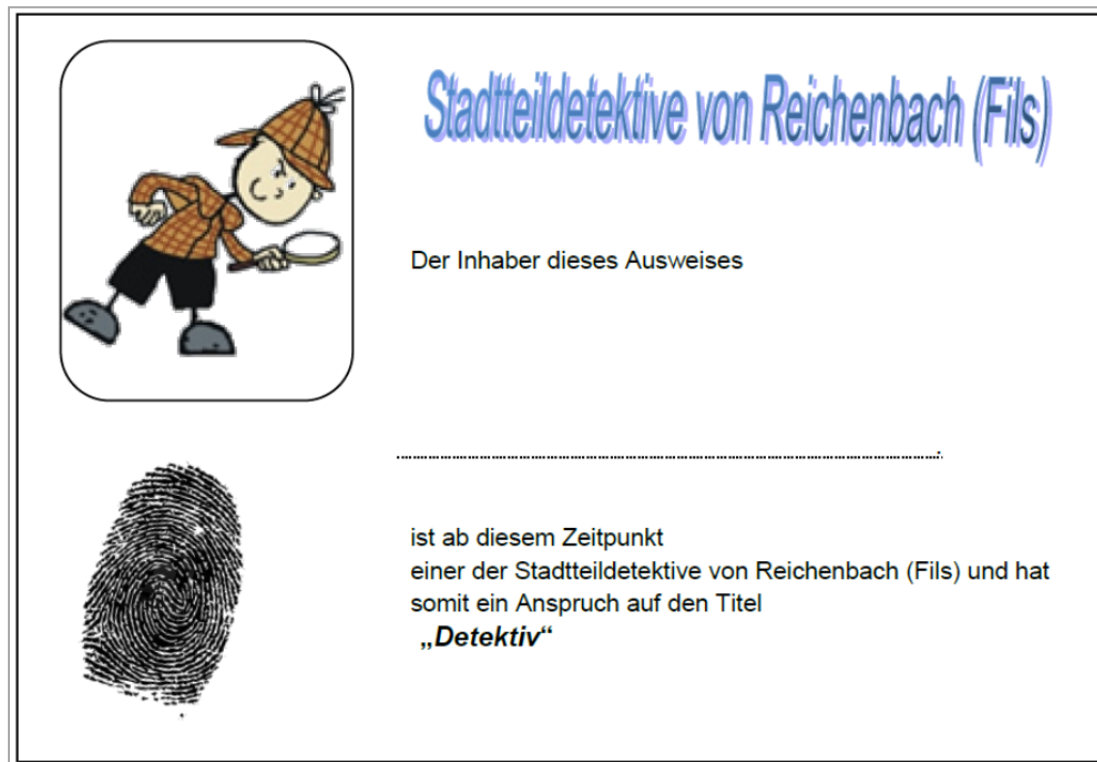 Stadtteildetektive von Reichenbach (Fils)
Der Inhaber dieses Ausweises
ist ab diesem Zeitpunkt
einer der Stadtteildetektive von Reichenbach (Fils) und hat
somit ein Anspruch auf den Titel
„Detektiv“